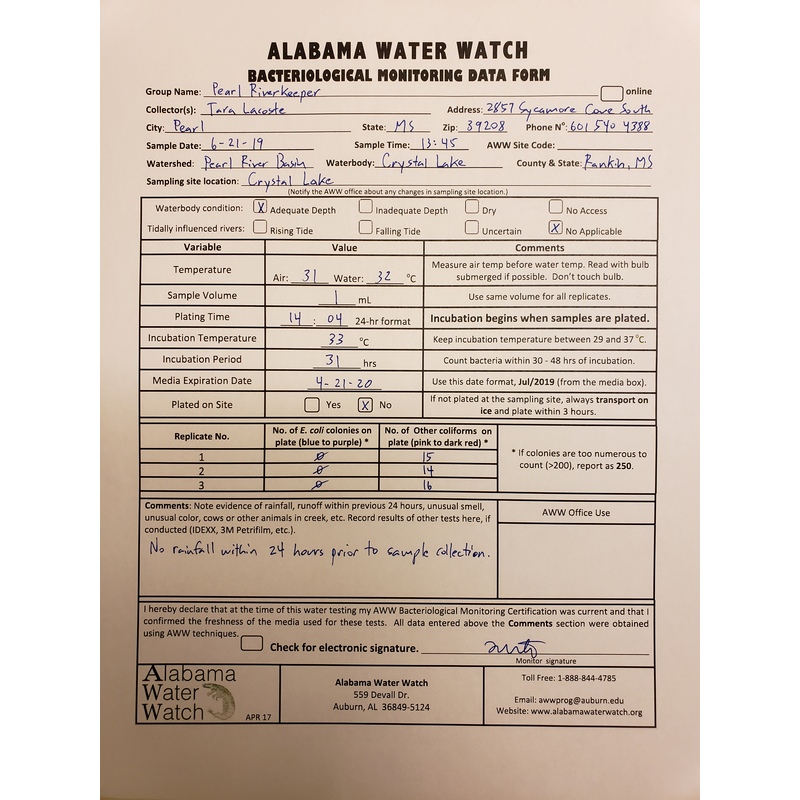 ALABAMA WATER WATCH
BACTERIOLOGICAL MONITORING DATA FORM
Group Name: Pearl Riverkeeper online
Collector(s): Tara Lacoste Address: 2857 Sycamore Cove South
City: Pearl State: MS Zip: 39208 Phone N°: 601 540 4388
Sample Date: 6-21-19 Sample Time: 13:45 AWW Site Code:
Watershed: Pearl River Basin Waterbody: Crystal Lake County & State: Rankin, MS
Sampling site location: Crystal Lake
(Notify the AWW office about any changes in sampling site location.)
Waterbody condition: X Adequate Depth Inadequate Depth Dry No Access
Tidally influenced rivers: Rising Tide Falling Tide Uncertain X No Applicable
Variable Value Comments
Temperature Air: 31 Water: 32 °C Measure air temp before water temp. Read with bulb
submerged if possible. Don't touch bulb.
Sample Volume 1 mL Use same volume for all replicates.
Plating Time 14 : 04 24-hr format Incubation begins when samples are plated.
Incubation Temperature 33 °C Keep incubation temperature between 29 and 37 °C.
Incubation Period 31 hrs Count bacteria within 30 - 48 hrs of incubation.
Media Expiration Date 4-21-20 Use this date format, Jul/2019 (from the media box).
Plated on Site Yes X No If not plated at the sampling site, always transport on
ice and plate within 3 hours.
Replicate No. No. of E. coli colonies on
plate (blue to purple) * No. of Other coliforms on
plate (pink to dark red) * * If colonies are too numerous to
count (>200), report as 250.
1 Ø 15
2 Ø 14
3 Ø 16
Comments: Note evidence of rainfall, runoff within previous 24 hours, unusual smell,
unusual color, cows or other animals in creek, etc. Record results of other tests here, if
conducted (IDEXX, 3M Petrifilm, etc.).
No rainfall within 24 hours prior to sample collection.
AWW Office Use
I hereby declare that at the time of this water testing my AWW Bacteriological Monitoring Certification was current and that I
confirmed the freshness of the media used for these tests. All data entered above the Comments section were obtained
using AWW techniques.
Check for electronic signature.
Monitor signature
Alabama
Water
Watch
APR 17
Alabama Water Watch
559 Devall Dr.
Auburn, AL 36849-5124
Toll Free: 1-888-844-4785
Email: awwprog@auburn.edu
Website: www.alabamawaterwatch.org